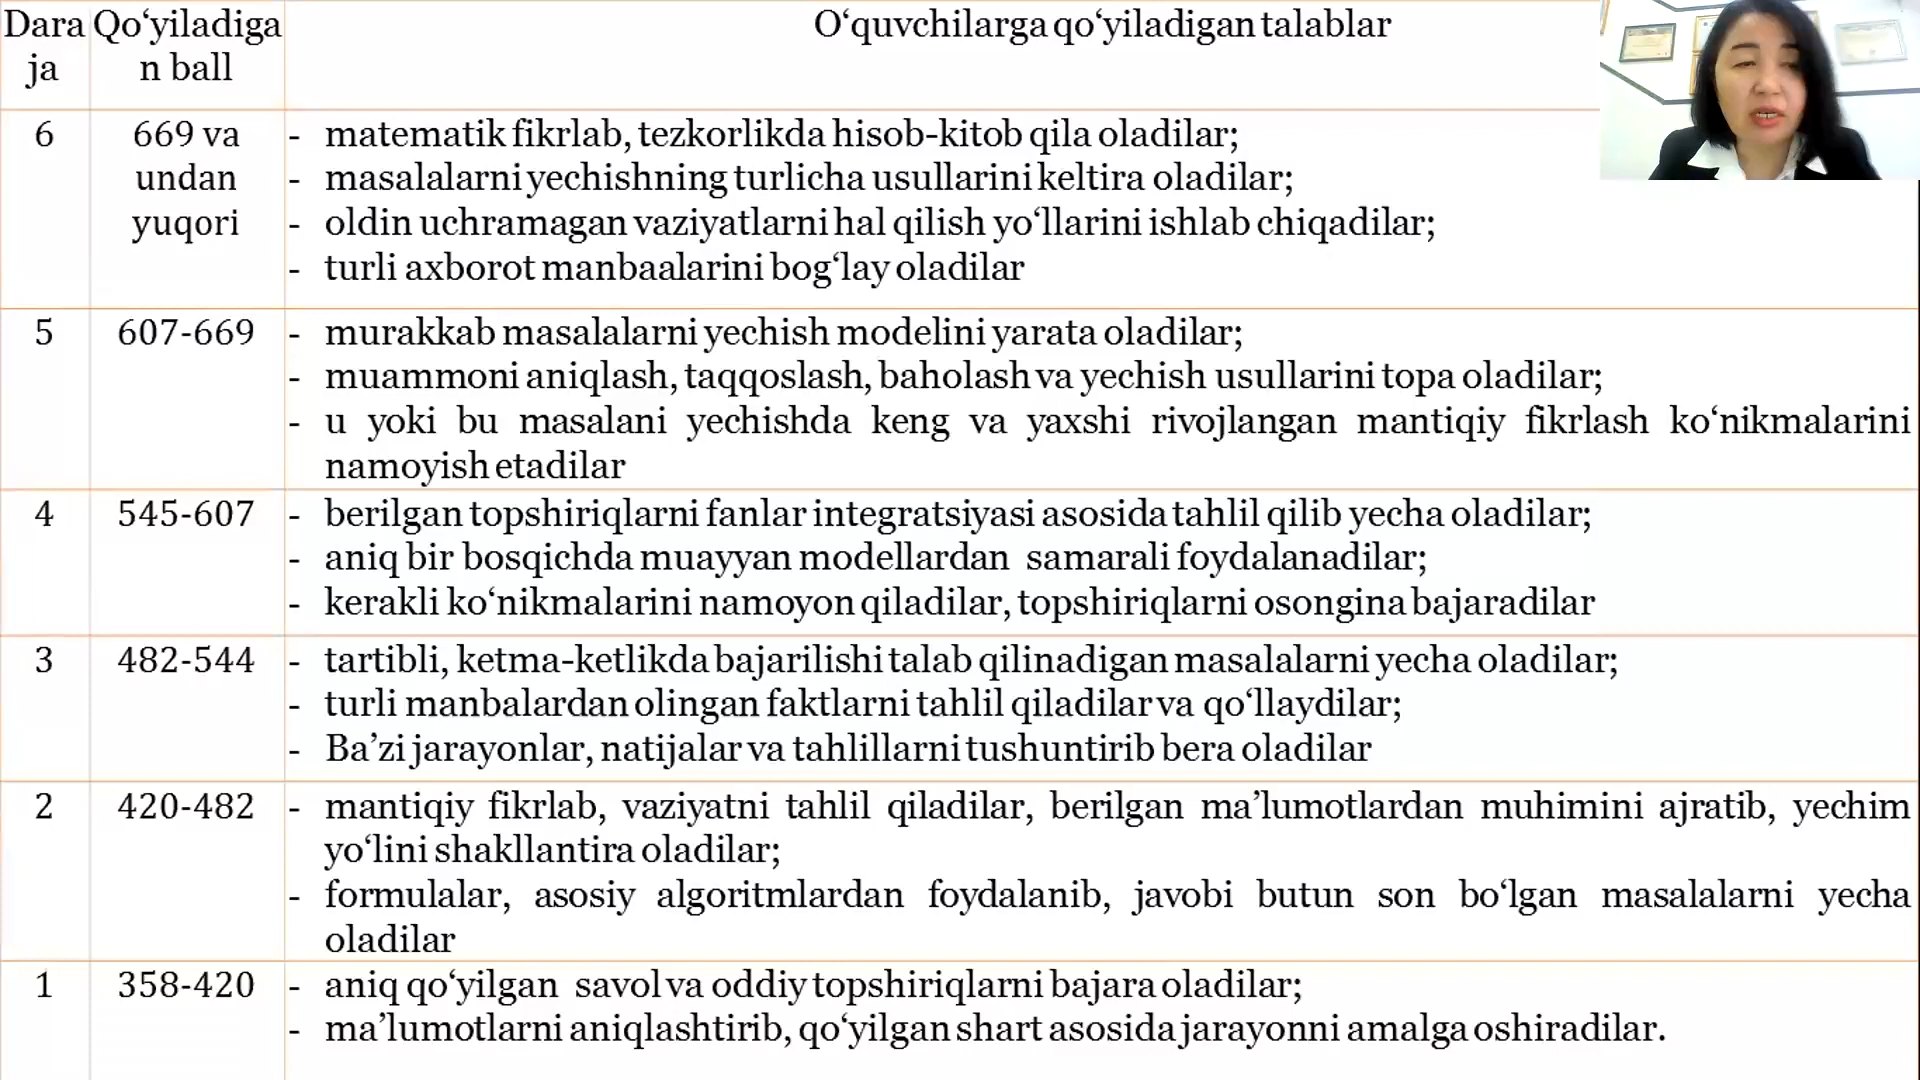 Dara
ja
Qo‘yiladiga
n ball
O‘quvchilarga qo‘yiladigan talablar
6
669 va
undan
yuqori
- matematik fikrlab, tezkorlikda hisob-kitob qila oladilar;
- masalalarni yechishning turlicha usullarini keltira oladilar;
- oldin uchramagan vaziyatlarni hal qilish yo‘llarini ishlab chiqadilar;
- turli axborot manbaalarini bog‘lay oladilar
5
607-669
- murakkab masalalarni yechish modelini yarata oladilar;
- muammoni aniqlash, taqqoslash, baholash va yechish usullarini topa oladilar;
- u yoki bu masalani yechishda keng va yaxshi rivojlangan mantiqiy fikrlash ko‘nikmalarini
namoyish etadilar
4
545-607
- berilgan topshiriqlarni fanlar integratsiyasi asosida tahlil qilib yecha oladilar;
- aniq bir bosqichda muayyan modellardan samarali foydalanadilar;
- kerakli ko‘nikmalarini namoyon qiladilar, topshiriqlarni osongina bajaradilar
3
482-544
- tartibli, ketma-ketlikda bajarilishi talab qilinadigan masalalarni yecha oladilar;
- turli manbalardan olingan faktlarni tahlil qiladilar va qo‘llaydilar;
- Ba’zi jarayonlar, natijalar va tahlillarni tushuntirib bera oladilar
2
420-482
- mantiqiy fikrlab, vaziyatni tahlil qiladilar, berilgan ma’lumotlardan muhimini ajratib, yechim
yo‘lini shakllantira oladilar;
- formulalar, asosiy algoritmlardan foydalanib, javobi butun son bo‘lgan masalalarni yecha
oladilar
1
358-420
- aniq qo‘yilgan savol va oddiy topshiriqlarni bajara oladilar;
- ma’lumotlarni aniqlashtirib, qo‘yilgan shart asosida jarayonni amalga oshiradilar.